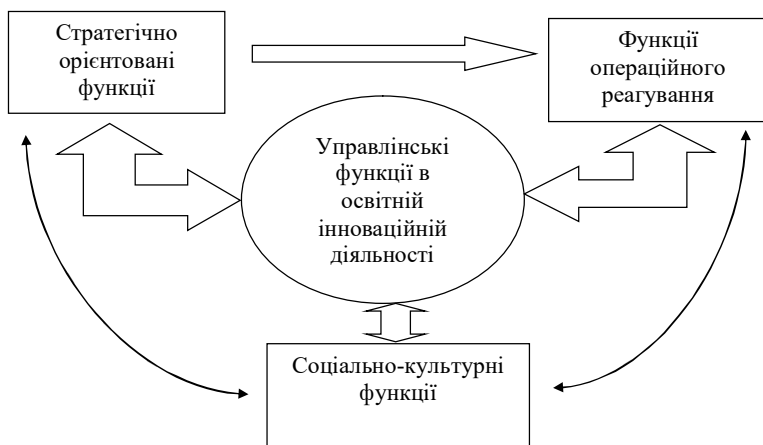 Стратегічно
орієнтовані
функції
Функції
операційного
реагування
Управлінські
функції в
освітній
інноваційній
діяльності
Соціально-культурні
функції